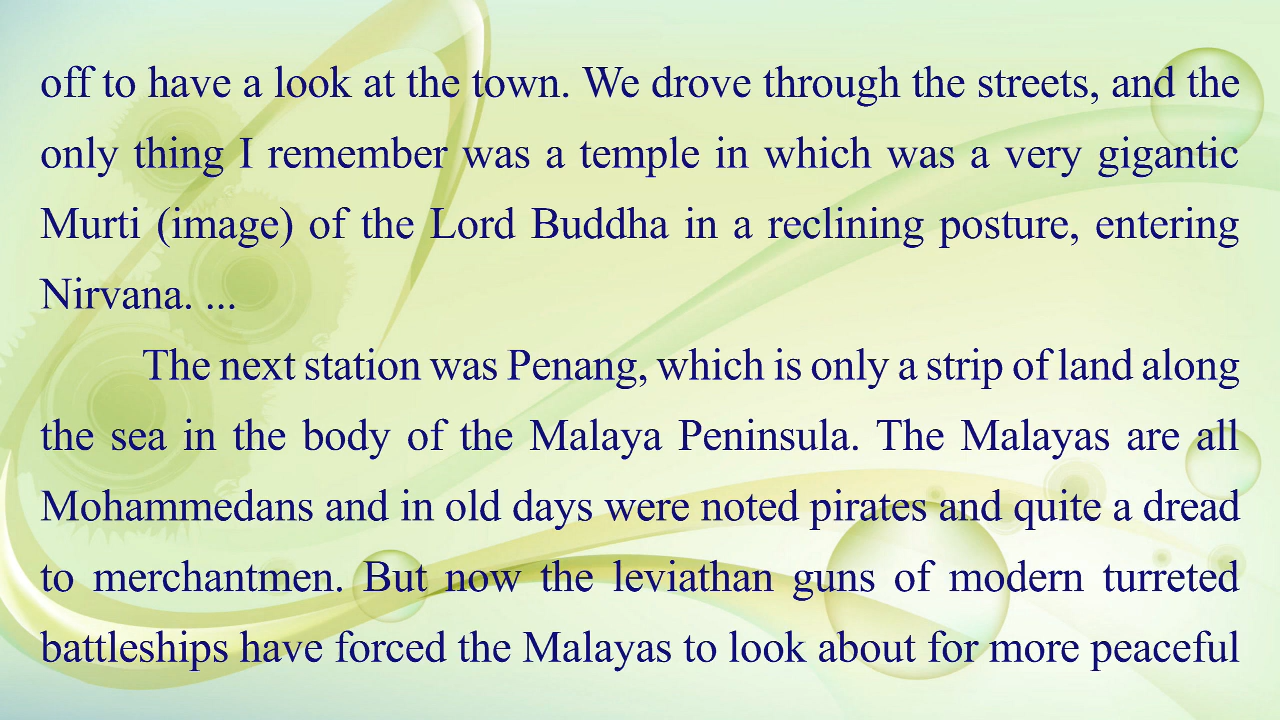 off to have a look at the town. We drove through the streets, and the
only thing I remember was a temple in which was a very gigantic
Murti (image) of the Lord Buddha in a reclining posture, entering
Nirvana. ...
The next station was Penang, which is only a strip of land along
the sea in the body of the Malaya Peninsula. The Malayas are all
Mohammedans and in old days were noted pirates and quite a dread
to merchantmen. But now the leviathan guns of modern turreted
battleships have forced the Malayas to look about for more peaceful